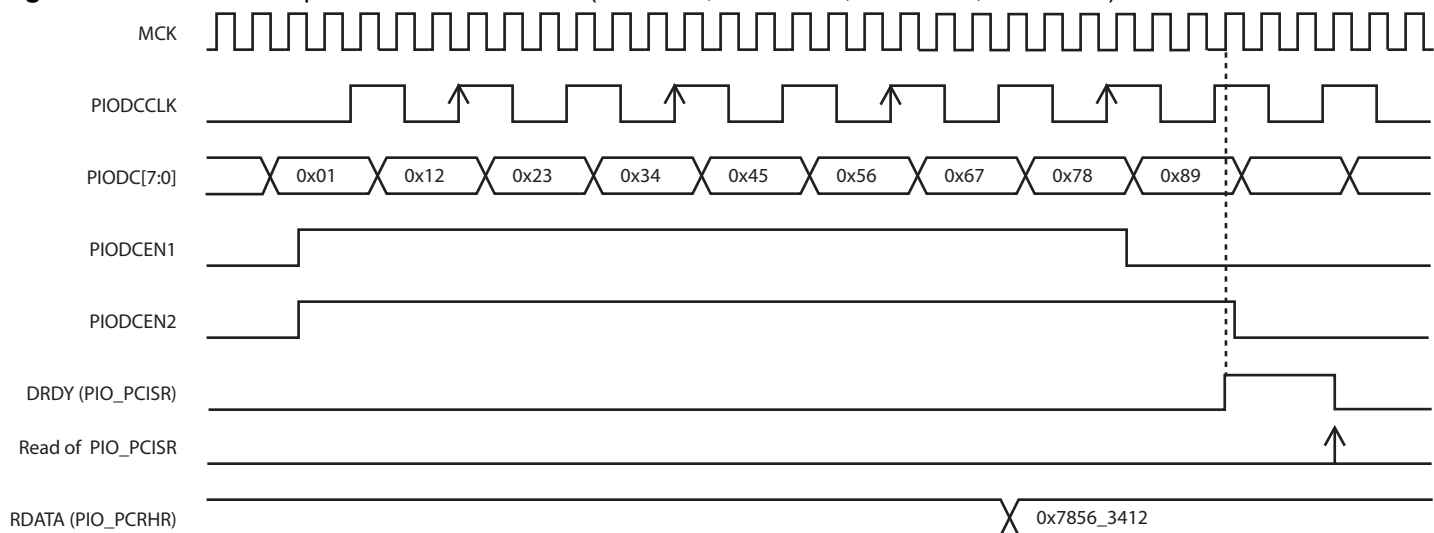 MCK
PIODCCLK
PIODC[7:0] 0x01 0x12 0x23 0x34 0x45 0x56 0x67 0x78 0x89
PIODCEN1
PIODCEN2
DRDY (PIO_PCISR)
Read of PIO_PCISR
RDATA (PIO_PCRHR) 0x7856_3412